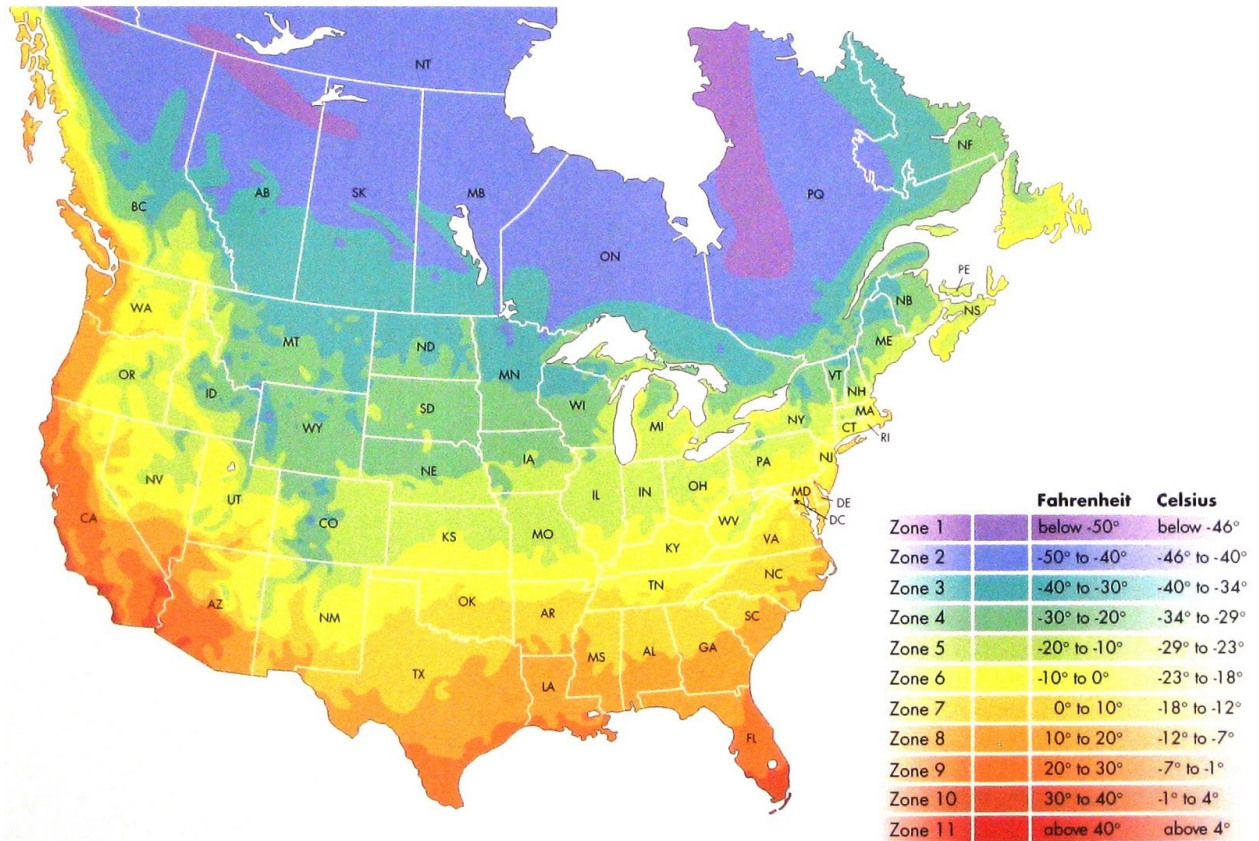 NT
NF
BC
AB
SK
MB
PQ
ON
PE
WA
NB
NS
MT
ND
ME
OR
MN
VT
ID
SD
WI
NH
MA
WY
MI
NY
CT
RI
NE
IA
PA
NJ
NV
UT
IL
IN
OH
MD
DE
CA
CO
DC
KS
MO
WV
VA
KY
AZ
NM
OK
AR
TN
NC
SC
TX
MS
AL
GA
LA
FL
Fahrenheit Celsius
Zone 1 below -50° below -46°
Zone 2 -50° to -40° -46° to -40°
Zone 3 -40° to -30° -40° to -34°
Zone 4 -30° to -20° -34° to -29°
Zone 5 -20° to -10° -29° to -23°
Zone 6 -10° to 0° -23° to -18°
Zone 7 0° to 10° -18° to -12°
Zone 8 10° to 20° -12° to -7°
Zone 9 20° to 30° -7° to -1°
Zone 10 30° to 40° -1° to 4°
Zone 11 above 40° above 4°